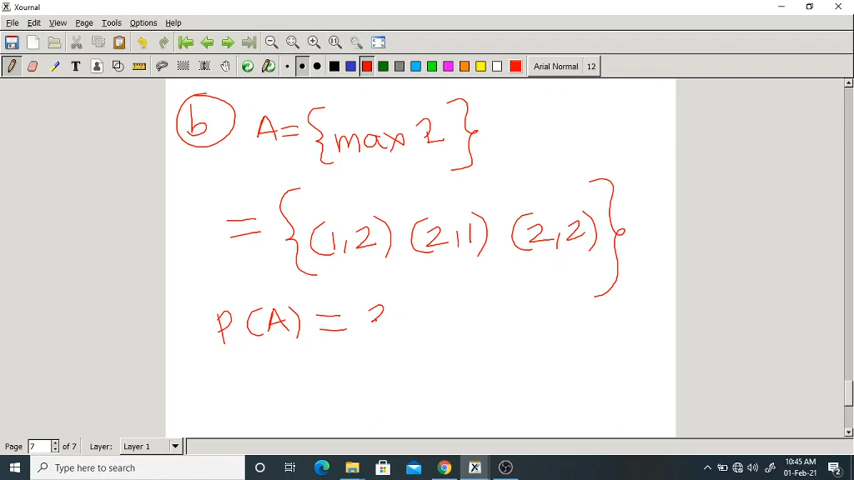 Xournal
File Edit View Page Tools Options Help
Arial Normal 12
b A = {max 2}
= {(1,2) (2,1) (2,2)}
P(A) =
Page 7 of 7 Layer: Layer 1
Type here to search
10:45 AM
01-Feb-21
2